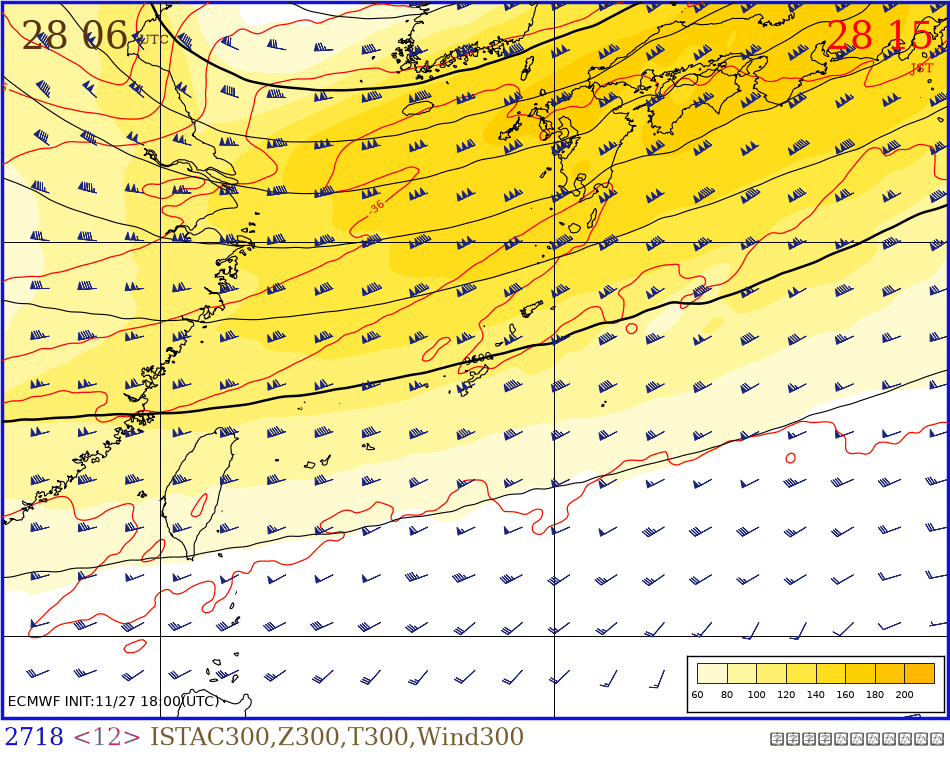 28 06 UTC
28 15
JST
-36
9600
ECMWF INIT:11/27 18:00(UTC)
60 80 100 120 140 160 180 200
2718 <12> ISTAC300,Z300,T300,Wind300